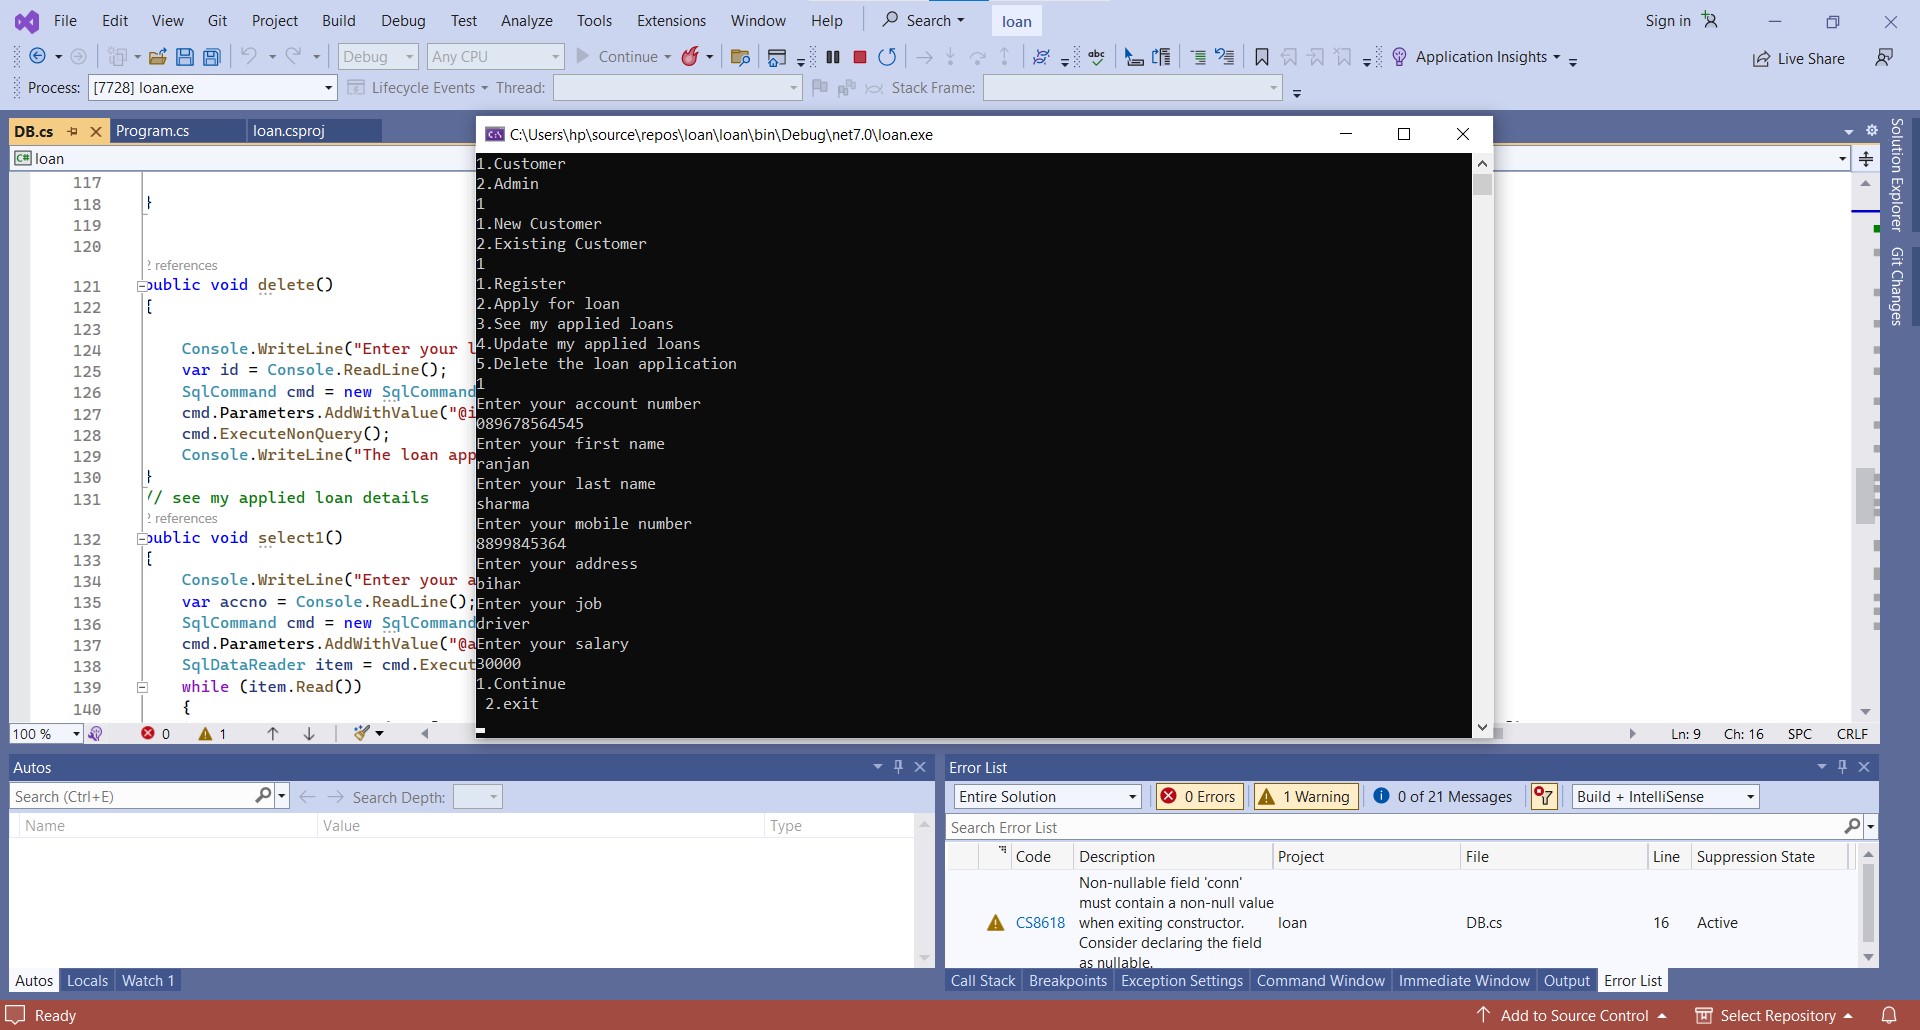 File Edit View Git Project Build Debug Test Analyze Tools Extensions Window Help Search loan Sign in
Debug Any CPU Continue abc Application Insights Live Share
Process: [7728] loan.exe Lifecycle Events Thread: Stack Frame:
DB.cs Program.cs loan.csproj
C:\Users\hp\source\repos\loan\loan\bin\Debug\net7.0\loan.exe
C# loan
117
118 }
119
120
2 references
121 public void delete()
122 {
123
124 Console.WriteLine("Enter your l
125 var id = Console.ReadLine();
126 SqlCommand cmd = new SqlCommand
127 cmd.Parameters.AddWithValue("@i
128 cmd.ExecuteNonQuery();
129 Console.WriteLine("The loan app
130 }
131 // see my applied loan details
2 references
132 public void select1()
133 {
134 Console.WriteLine("Enter your a
135 var accno = Console.ReadLine();
136 SqlCommand cmd = new SqlCommand
137 cmd.Parameters.AddWithValue("@a
138 SqlDataReader item = cmd.Execut
139 while (item.Read())
140 {
1.Customer
2.Admin
1
1.New Customer
2.Existing Customer
1
1.Register
2.Apply for loan
3.See my applied loans
4.Update my applied loans
5.Delete the loan application
1
Enter your account number
089678564545
Enter your first name
ranjan
Enter your last name
sharma
Enter your mobile number
8899845364
Enter your address
bihar
Enter your job
driver
Enter your salary
30000
1.Continue
2.exit
Solution Explorer
Git Changes
100 % 0 1 Ln: 9 Ch: 16 SPC CRLF
Autos
Search (Ctrl+E) Search Depth:
Name Value Type
Autos Locals Watch 1
Error List
Entire Solution 0 Errors 1 Warning 0 of 21 Messages Build + IntelliSense
Search Error List
Code Description Project File Line Suppression State
CS8618 Non-nullable field 'conn'
must contain a non-null value
when exiting constructor. loan DB.cs 16 Active
Consider declaring the field
as nullable.
Call Stack Breakpoints Exception Settings Command Window Immediate Window Output Error List
Ready Add to Source Control Select Repository